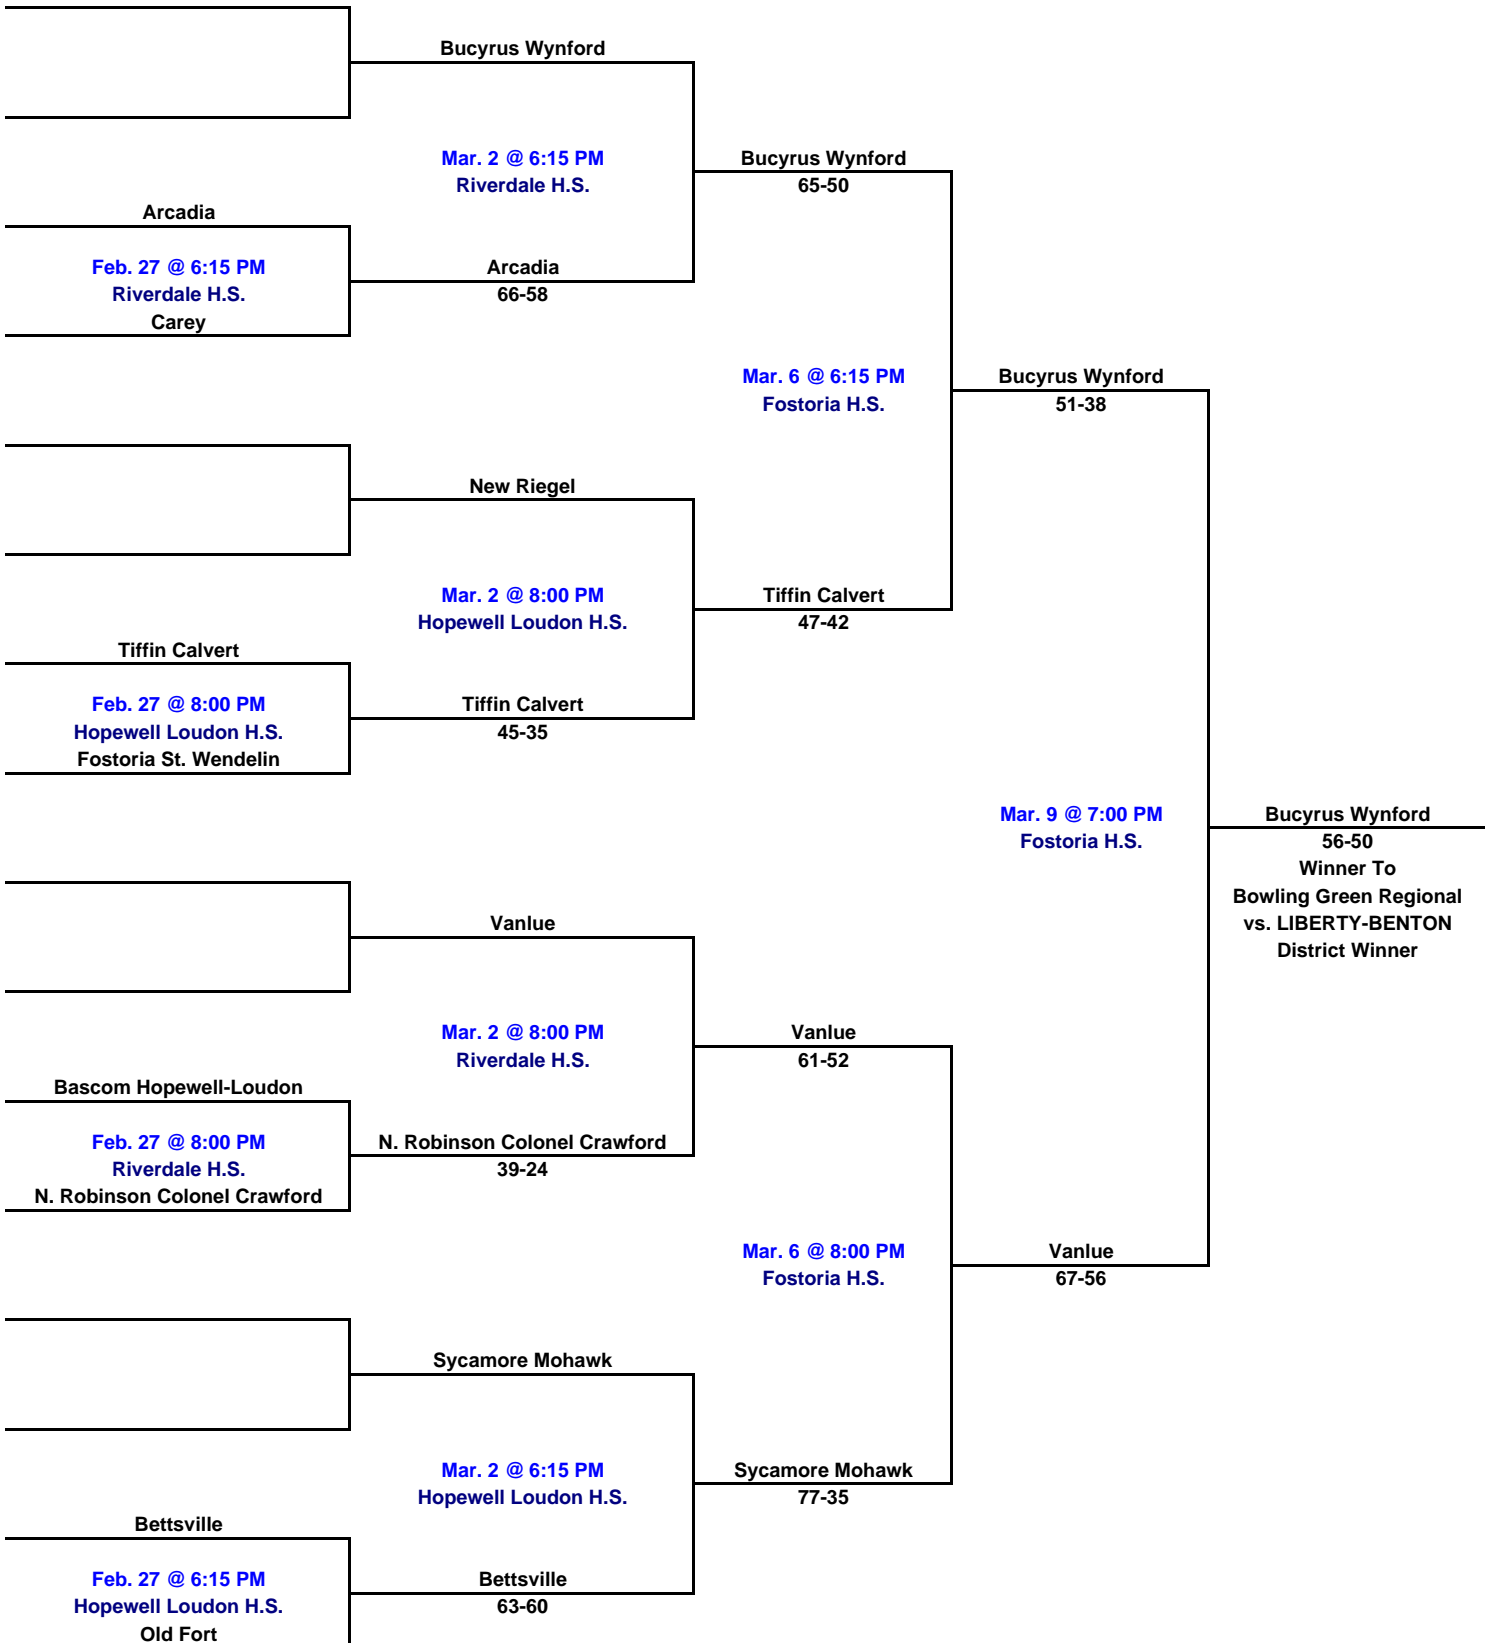 Bucyrus Wynford
Mar. 2 @ 6:15 PM
Riverdale H.S.
Bucyrus Wynford
65-50
Arcadia
Feb. 27 @ 6:15 PM
Riverdale H.S.
Carey
Arcadia
66-58
Mar. 6 @ 6:15 PM
Fostoria H.S.
Bucyrus Wynford
51-38
New Riegel
Mar. 2 @ 8:00 PM
Hopewell Loudon H.S.
Tiffin Calvert
47-42
Tiffin Calvert
Feb. 27 @ 8:00 PM
Hopewell Loudon H.S.
Fostoria St. Wendelin
Tiffin Calvert
45-35
Mar. 9 @ 7:00 PM
Fostoria H.S.
Bucyrus Wynford
56-50
Winner To
Bowling Green Regional
vs. LIBERTY-BENTON
District Winner
Vanlue
Mar. 2 @ 8:00 PM
Riverdale H.S.
Vanlue
61-52
Bascom Hopewell-Loudon
Feb. 27 @ 8:00 PM
Riverdale H.S.
N. Robinson Colonel Crawford
N. Robinson Colonel Crawford
39-24
Mar. 6 @ 8:00 PM
Fostoria H.S.
Vanlue
67-56
Sycamore Mohawk
Mar. 2 @ 6:15 PM
Hopewell Loudon H.S.
Sycamore Mohawk
77-35
Bettsville
Feb. 27 @ 6:15 PM
Hopewell Loudon H.S.
Old Fort
Bettsville
63-60